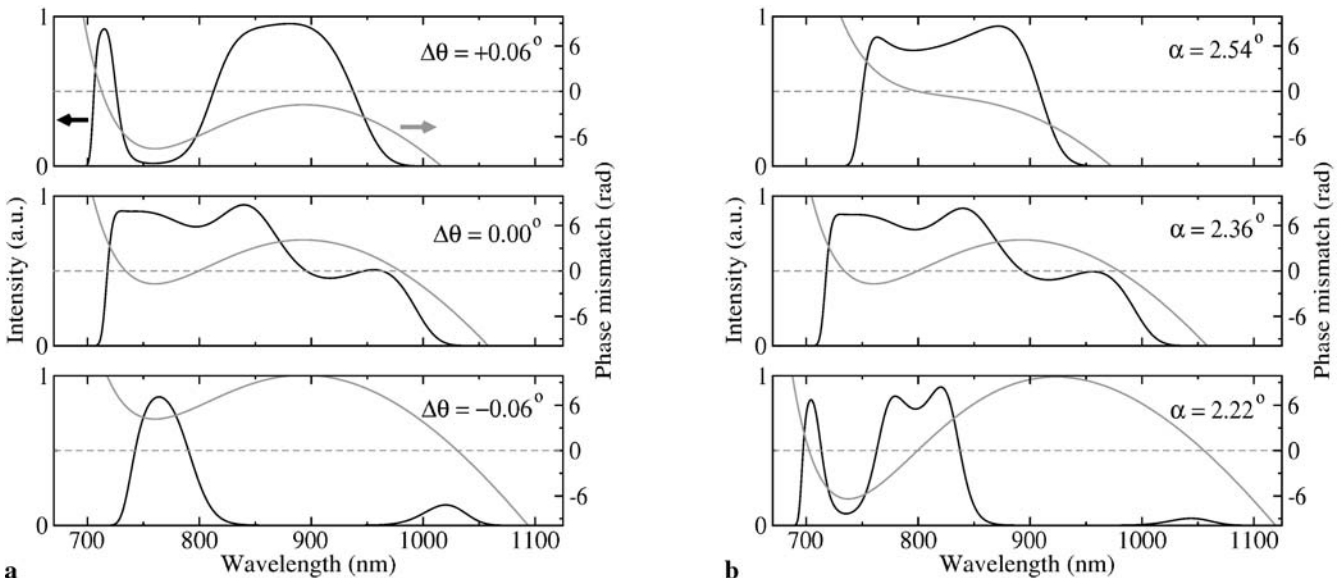 1
6
0
-6
0
Δθ = +0.06°
1
6
0
-6
0
Δθ = 0.00°
1
6
0
-6
0
Δθ = −0.06°
Intensity (a.u.)
Phase mismatch (rad)
700 800 900 1000 1100
Wavelength (nm)
a
1
6
0
-6
0
α = 2.54°
1
6
0
-6
0
α = 2.36°
1
6
0
-6
0
α = 2.22°
Intensity (a.u.)
Phase mismatch (rad)
700 800 900 1000 1100
Wavelength (nm)
b